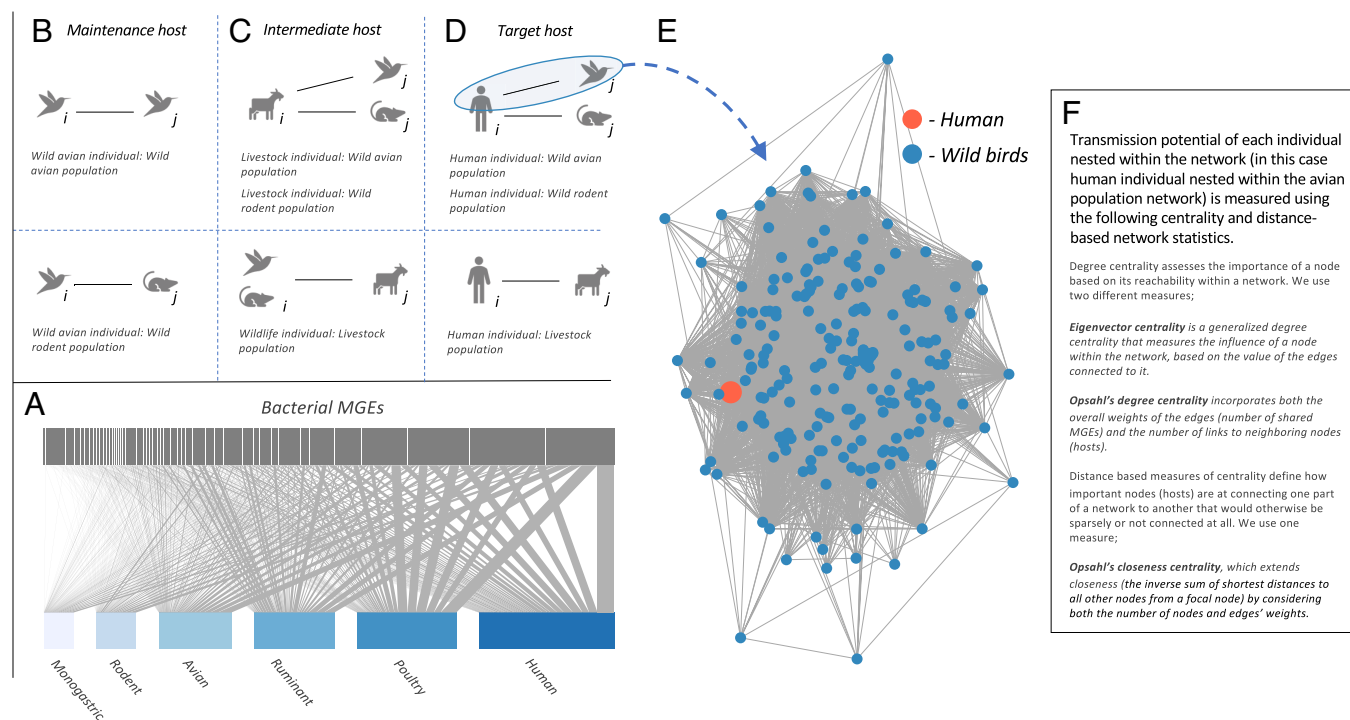 B
Maintenance host
i
j
Wild avian individual: Wild
avian population
i
j
Wild avian individual: Wild
rodent population
C
Intermediate host
j
i
j
Livestock individual: Wild avian
population
Livestock individual: Wild
rodent population
i
j
Wildlife individual: Livestock
population
D
Target host
j
i
j
Human individual: Wild avian
population
Human individual: Wild rodent
population
i
j
Human individual: Livestock
population
A
Bacterial MGEs
Monogastric
Rodent
Avian
Ruminant
Poultry
Human
E
- Human
- Wild birds
F
Transmission potential of each individual
nested within the network (in this case
human individual nested within the avian
population network) is measured using
the following centrality and distance-
based network statistics.
Degree centrality assesses the importance of a node
based on its reachability within a network. We use
two different measures;
Eigenvector centrality is a generalized degree
centrality that measures the influence of a node
within the network, based on the value of the edges
connected to it.
Opsahl's degree centrality incorporates both the
overall weights of the edges (number of shared
MGEs) and the number of links to neighboring nodes
(hosts).
Distance based measures of centrality define how
important nodes (hosts) are at connecting one part
of a network to another that would otherwise be
sparsely or not connected at all. We use one
measure;
Opsahl's closeness centrality, which extends
closeness (the inverse sum of shortest distances to
all other nodes from a focal node) by considering
both the number of nodes and edges' weights.